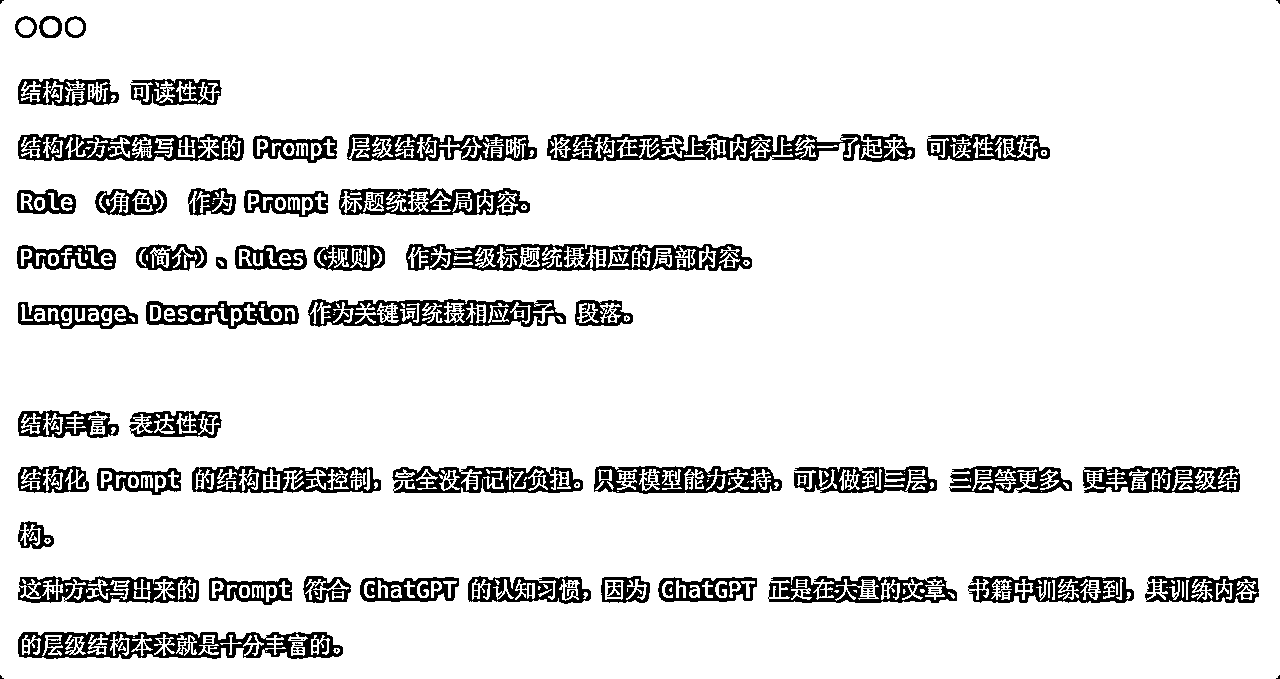 结构清晰，可读性好
结构化方式编写出来的 Prompt 层级结构十分清晰，将结构在形式上和内容上统一了起来，可读性很好。
Role （角色） 作为 Prompt 标题统摄全局内容。
Profile （简介）、Rules（规则） 作为二级标题统摄相应的局部内容。
Language、Description 作为关键词统摄相应句子、段落。
结构丰富，表达性好
结构化 Prompt 的结构由形式控制，完全没有记忆负担。只要模型能力支持，可以做到二层，三层等更多、更丰富的层级结
构。
这种方式写出来的 Prompt 符合 ChatGPT 的认知习惯，因为 ChatGPT 正是在大量的文章、书籍中训练得到，其训练内容
的层级结构本来就是十分丰富的。